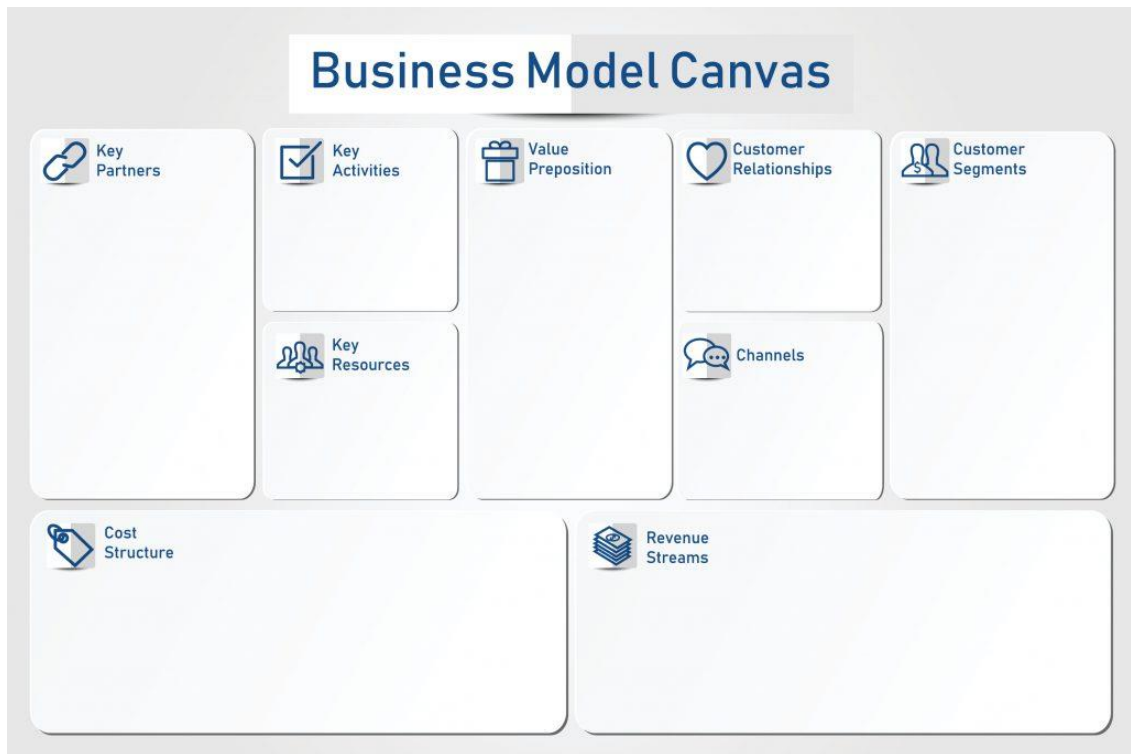 Business Model Canvas
Key
Partners
Key
Activities
Value
Preposition
Customer
Relationships
Customer
Segments
Key
Resources
Channels
Cost
Structure
Revenue
Streams